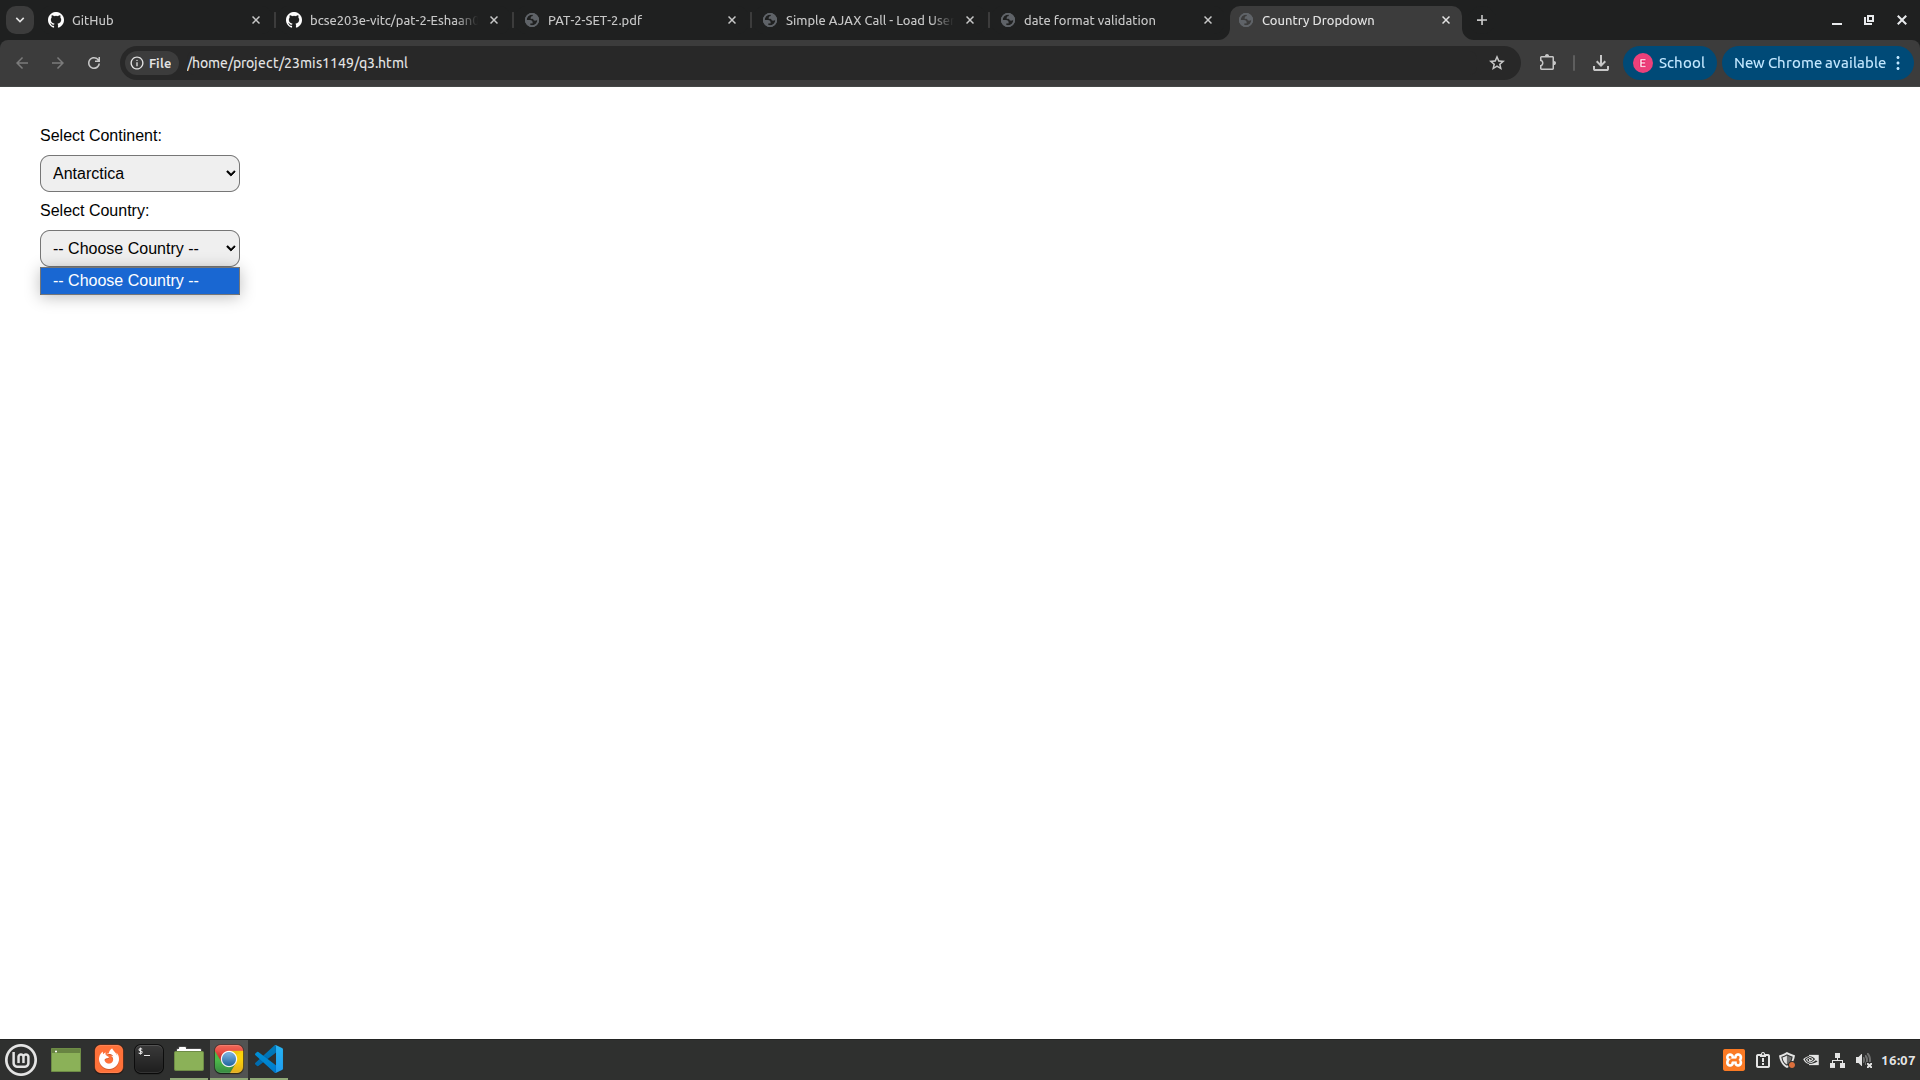 GitHub
bcse203e-vitc/pat-2-Eshaan
PAT-2-SET-2.pdf
Simple AJAX Call - Load Use
date format validation
Country Dropdown
File
/home/project/23mis1149/q3.html
E
School
New Chrome available
Select Continent:
Antarctica
Select Country:
-- Choose Country --
-- Choose Country --
$_
16:07